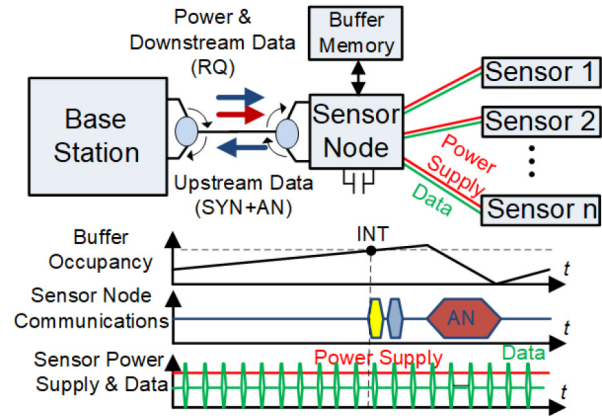 Power &
Downstream Data
(RQ)
Buffer
Memory
Base
Station
Sensor
Node
Sensor 1
Sensor 2
Sensor n
Power
Supply
Data
Upstream Data
(SYN+AN)
INT
Buffer
Occupancy
t
Sensor Node
Communications
AN
t
Sensor Power
Supply & Data
Power Supply
Data
t